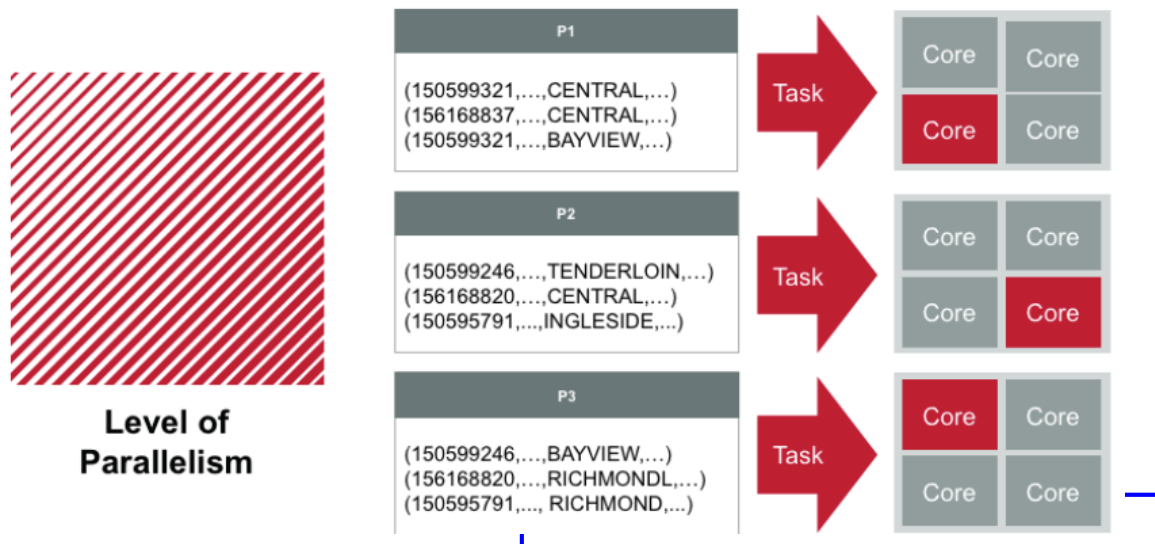 Level of
Parallelism
P1
(150599321,…,CENTRAL,…)
(156168837,…,CENTRAL,…)
(150599321,…,BAYVIEW,…)
Task
Core
Core
Core
Core
P2
(150599246,…,TENDERLOIN,…)
(156168820,…,CENTRAL,…)
(150595791,...,INGLESIDE,...)
Task
Core
Core
Core
Core
P3
(150599246,…,BAYVIEW,…)
(156168820,…,RICHMONDL,…)
(150595791,..., RICHMOND,...)
Task
Core
Core
Core
Core